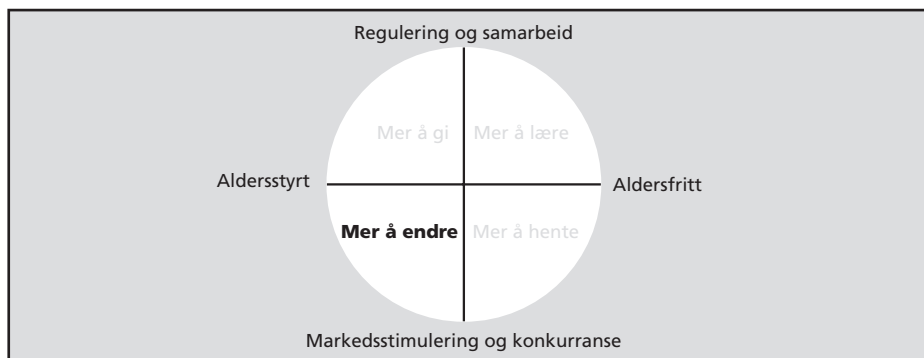 Regulering og samarbeid
Mer å gi Mer å lære
Aldersstyrt Aldersfritt
Mer å endre Mer å hente
Markedsstimulering og konkurranse